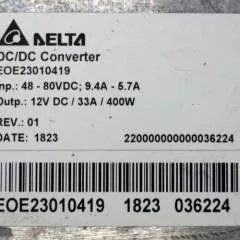 DELTA
DC/DC Converter
EOE23010419
Inp.: 48 - 80VDC; 9.4A - 5.7A
Outp.: 12V DC / 33A / 400W
REV.: 01
DATE: 1823 220000000000036224
EOE23010419 1823 036224